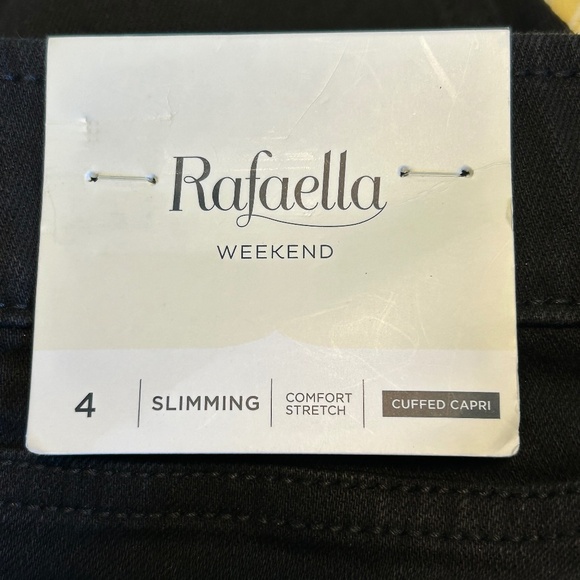 Rafaella
WEEKEND
4
SLIMMING
COMFORT
STRETCH
CUFFED CAPRI